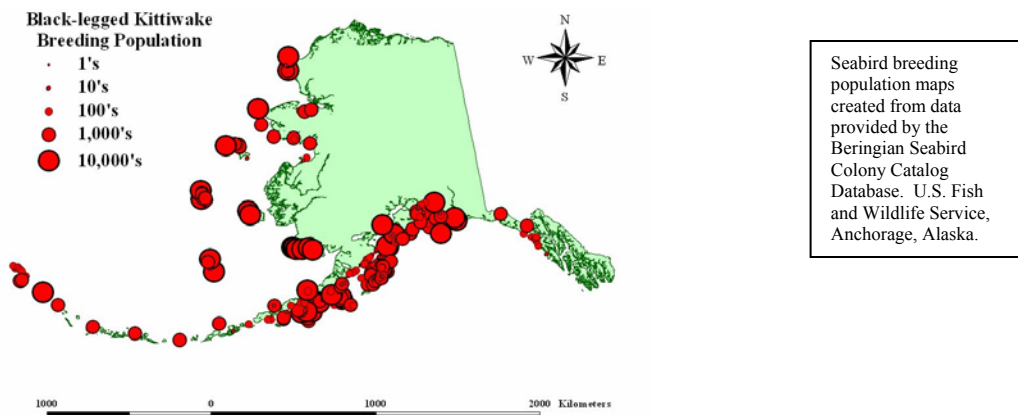 Black-legged Kittiwake
Breeding Population
1's
10's
100's
1,000's
10,000's
N
W E
S
1000 0 1000 2000 Kilometers
Seabird breeding
population maps
created from data
provided by the
Beringian Seabird
Colony Catalog
Database. U.S. Fish
and Wildlife Service,
Anchorage, Alaska.